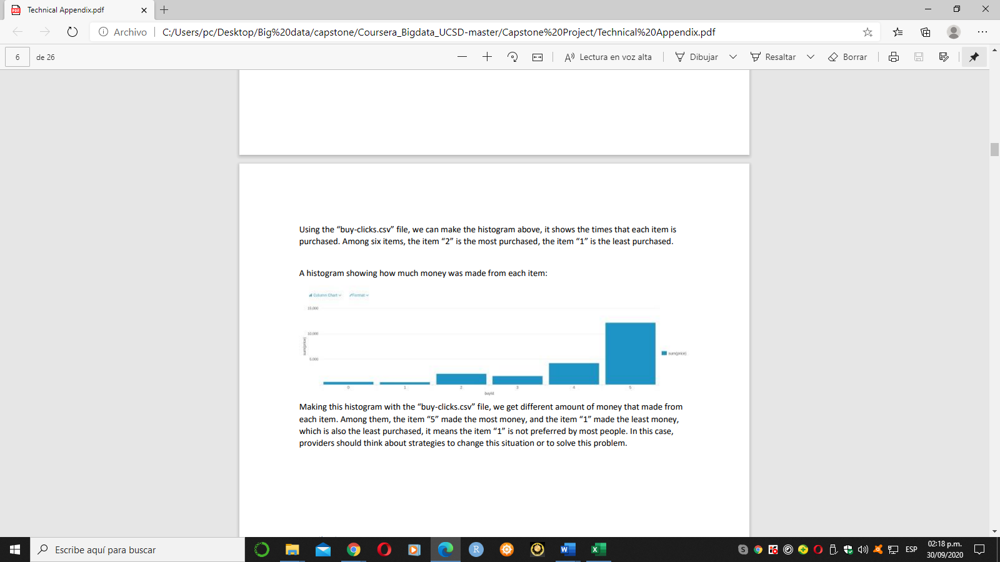 Technical Appendix.pdf
Archivo
C:/Users/pc/Desktop/Big%20data/capstone/Coursera_Bigdata_UCSD-master/Capstone%20Project/Technical%20Appendix.pdf
6 de 26
Lectura en voz alta
Dibujar
Resaltar
Borrar
Using the “buy-clicks.csv” file, we can make the histogram above, it shows the times that each item is
purchased. Among six items, the item “2” is the most purchased, the item “1” is the least purchased.
A histogram showing how much money was made from each item:
Column Chart
Format
15,000
10,000
5,000
sum(price)
sum(price)
0 1 2 3 4 5
buyId
Making this histogram with the “buy-clicks.csv” file, we get different amount of money that made from
each item. Among them, the item “5” made the most money, and the item “1” made the least money,
which is also the least purchased, it means the item “1” is not preferred by most people. In this case,
providers should think about strategies to change this situation or to solve this problem.
Escribe aquí para buscar
ESP
02:18 p.m.
30/09/2020